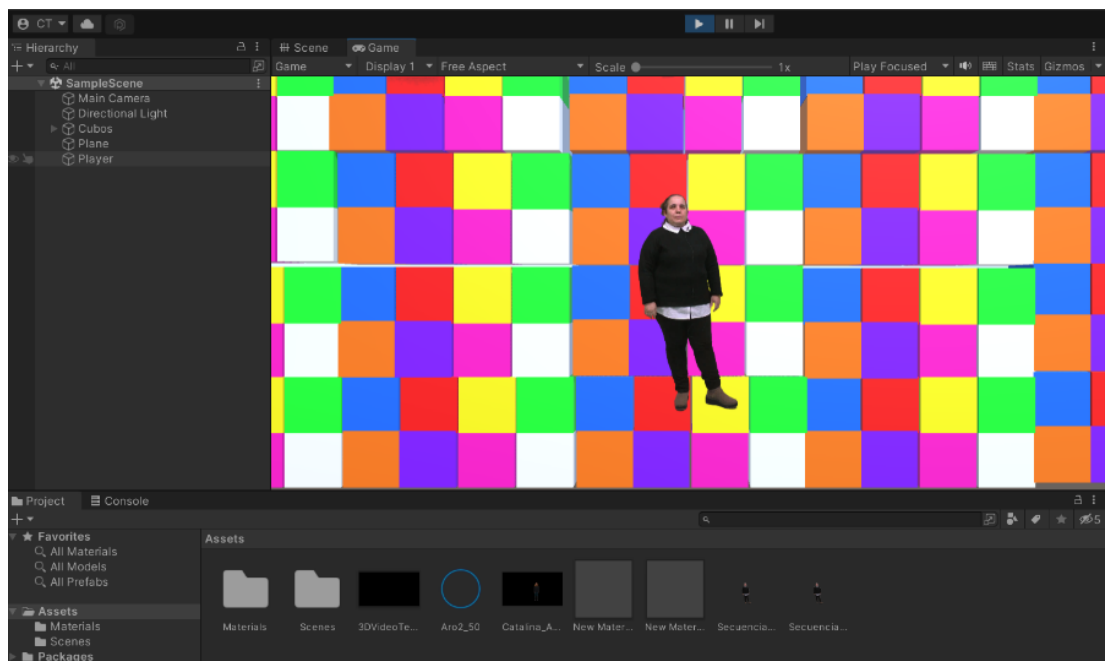 CT
Hierarchy
All
SampleScene
Main Camera
Directional Light
Cubos
Plane
Player
Scene Game
Game Display 1 Free Aspect Scale 1x Play Focused Stats Gizmos
Project Console
5
Favorites
All Materials
All Models
All Prefabs
Assets
Materials
Scenes
Packages
Assets
Materials Scenes 3DVideoTe... Aro2_50 Catalina_A... New Mater... New Mater... Secuencia... Secuencia...